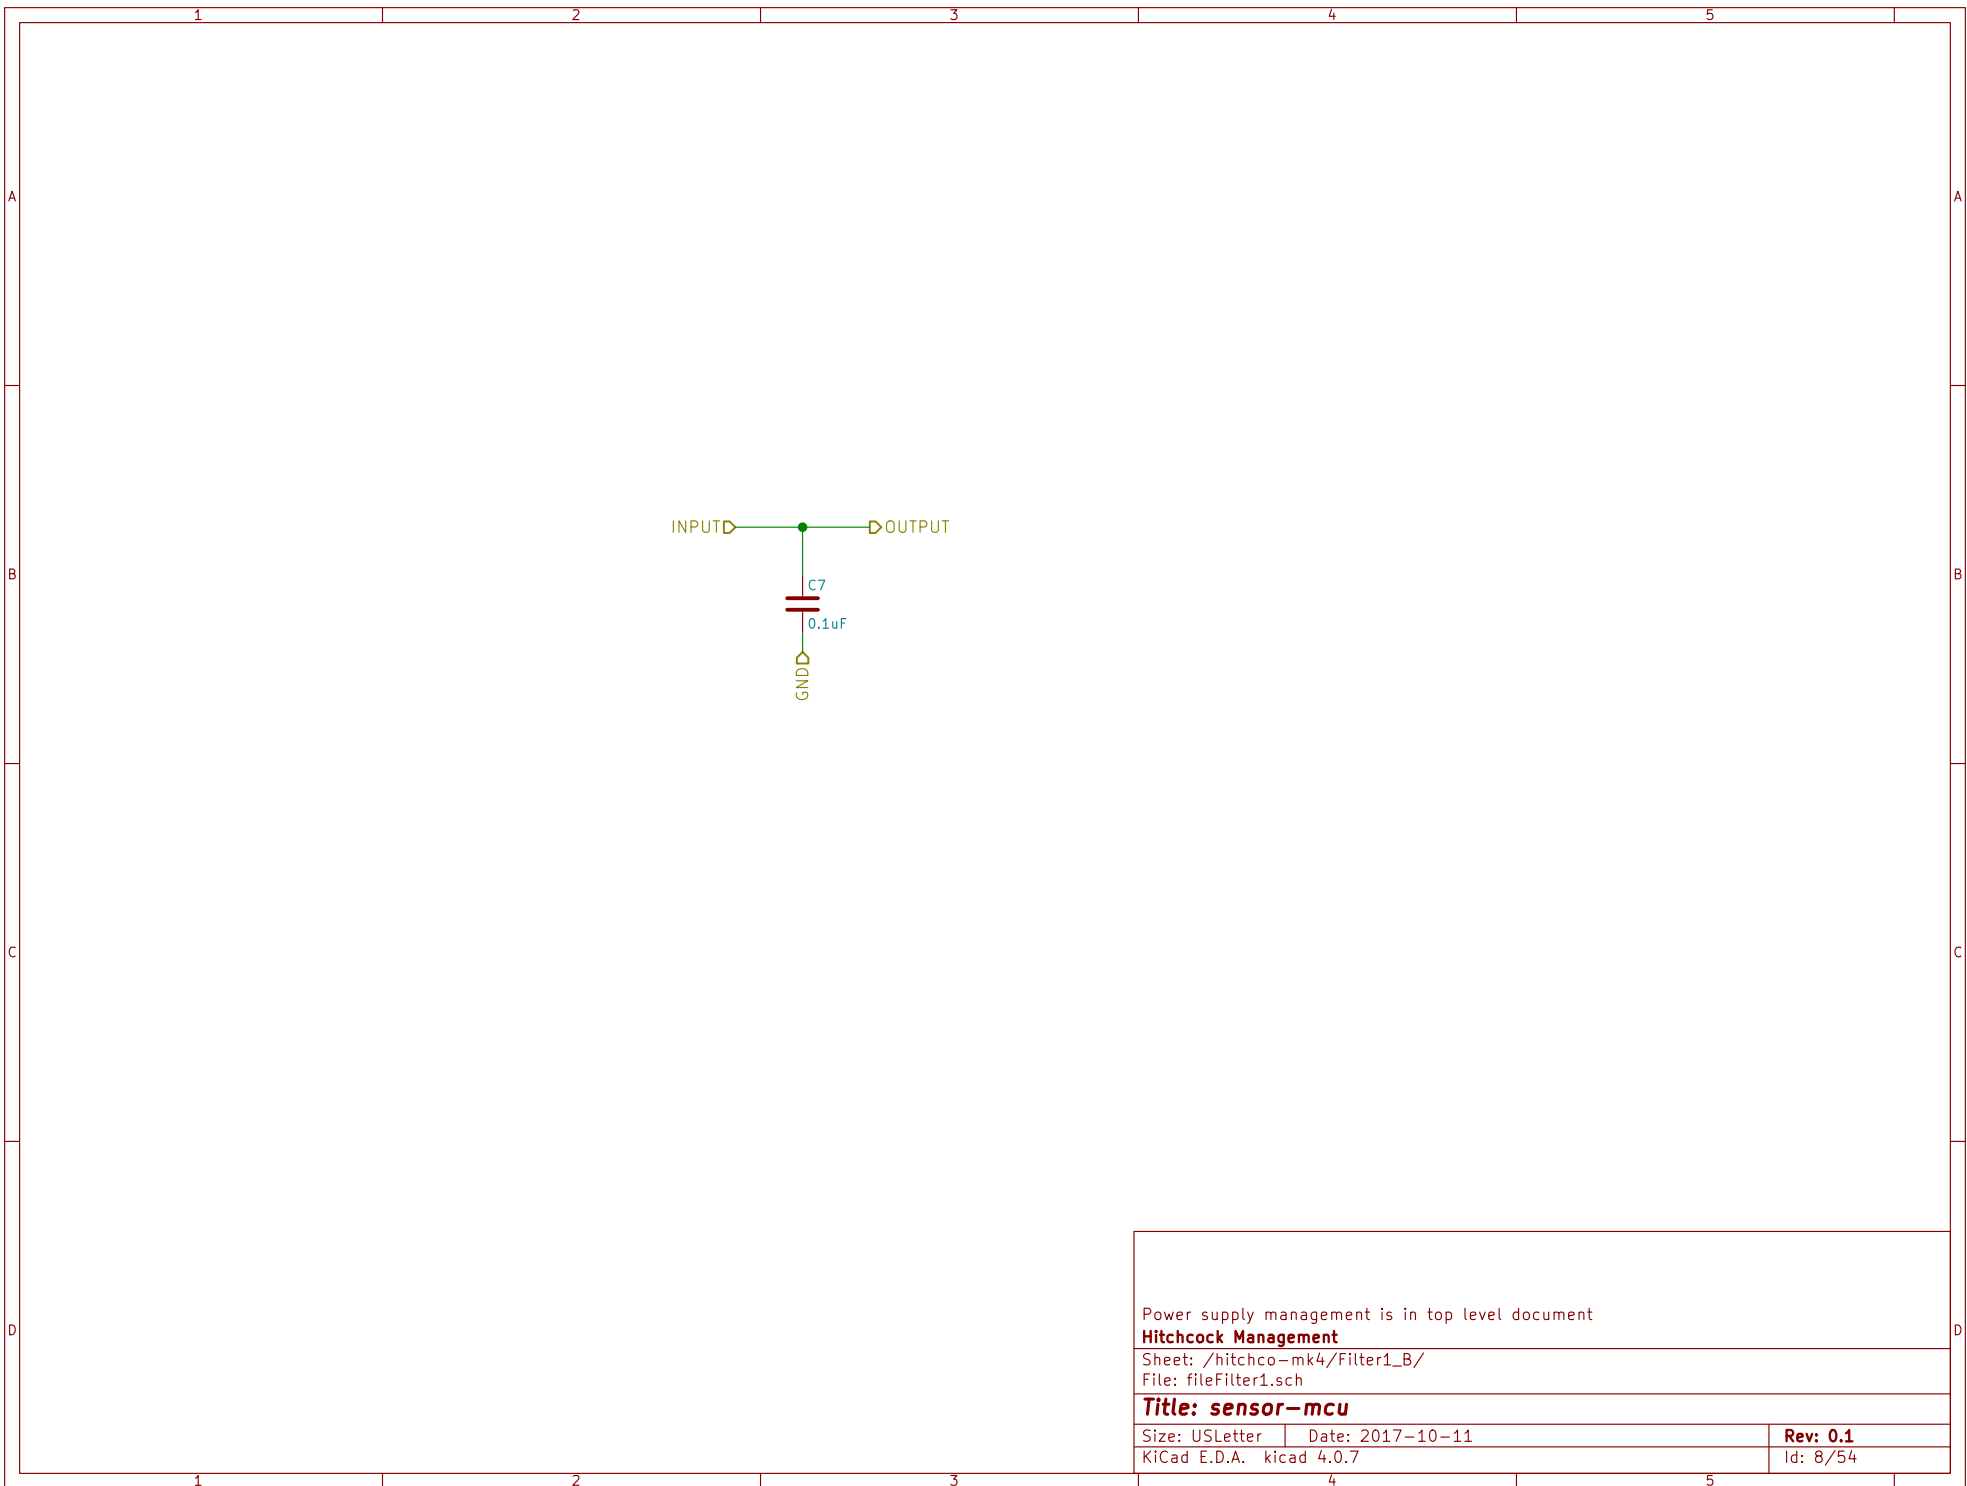 1 2 3 4 5
A A
INPUT OUTPUT
B B
C7
0.1uF
GND
C C
Power supply management is in top level document
D D
Hitchcock Management
Sheet: /hitchco-mk4/Filter1_B/
File: fileFilter1.sch
Title: sensor-mcu
Size: USLetter Date: 2017-10-11 Rev: 0.1
KiCad E.D.A. kicad 4.0.7 Id: 8/54
1 2 3 4 5